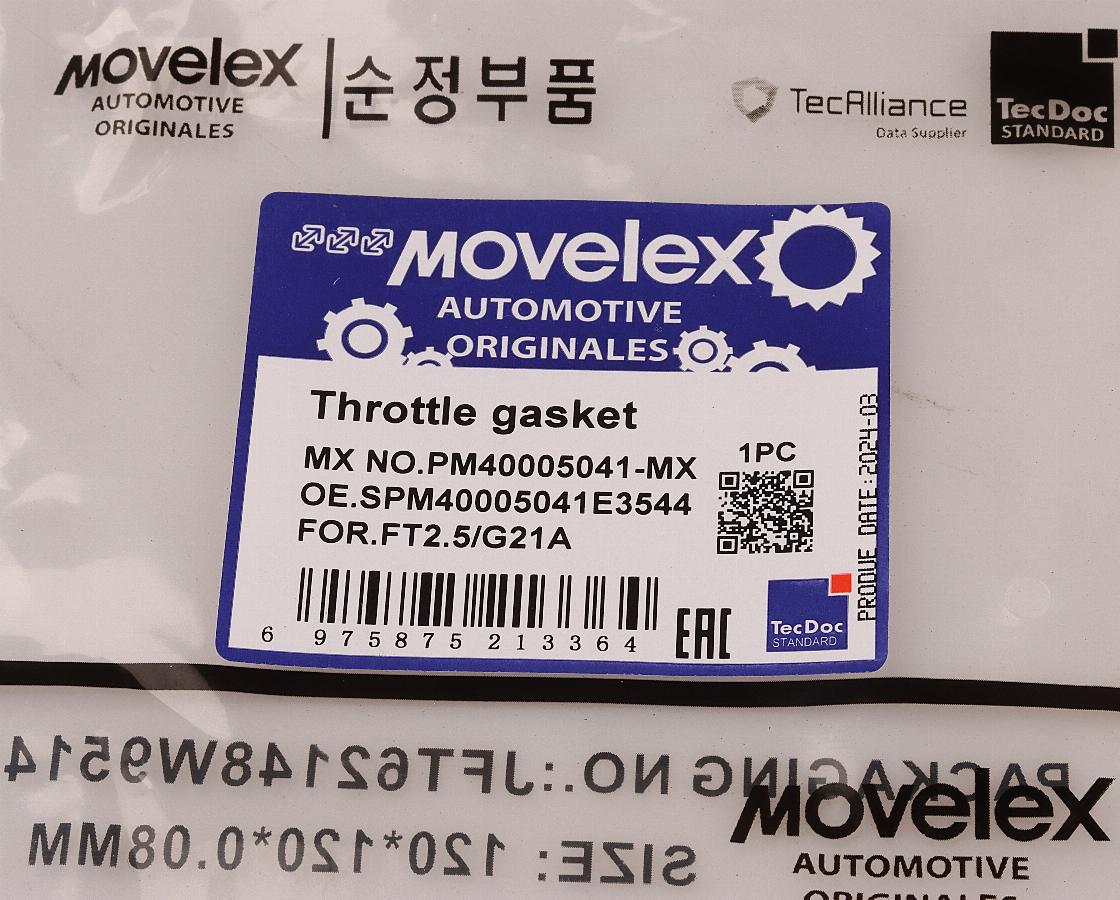 Movelex
AUTOMOTIVE
ORIGINALES
순정부품
TecAlliance
Data Supplier
TecDoc
STANDARD
Movelex
AUTOMOTIVE
ORIGINALES
Throttle gasket
MX NO.PM40005041-MX
OE.SPM40005041E3544
FOR.FT2.5/G21A
1PC
PRODUE DATE:2024-03
6 975875 213364
EAC
TecDoc
STANDARD
PACKAGING NO.:JFT62148W9514
SIZE: 120*120*0.08MM
Movelex
AUTOMOTIVE
ORIGINALES